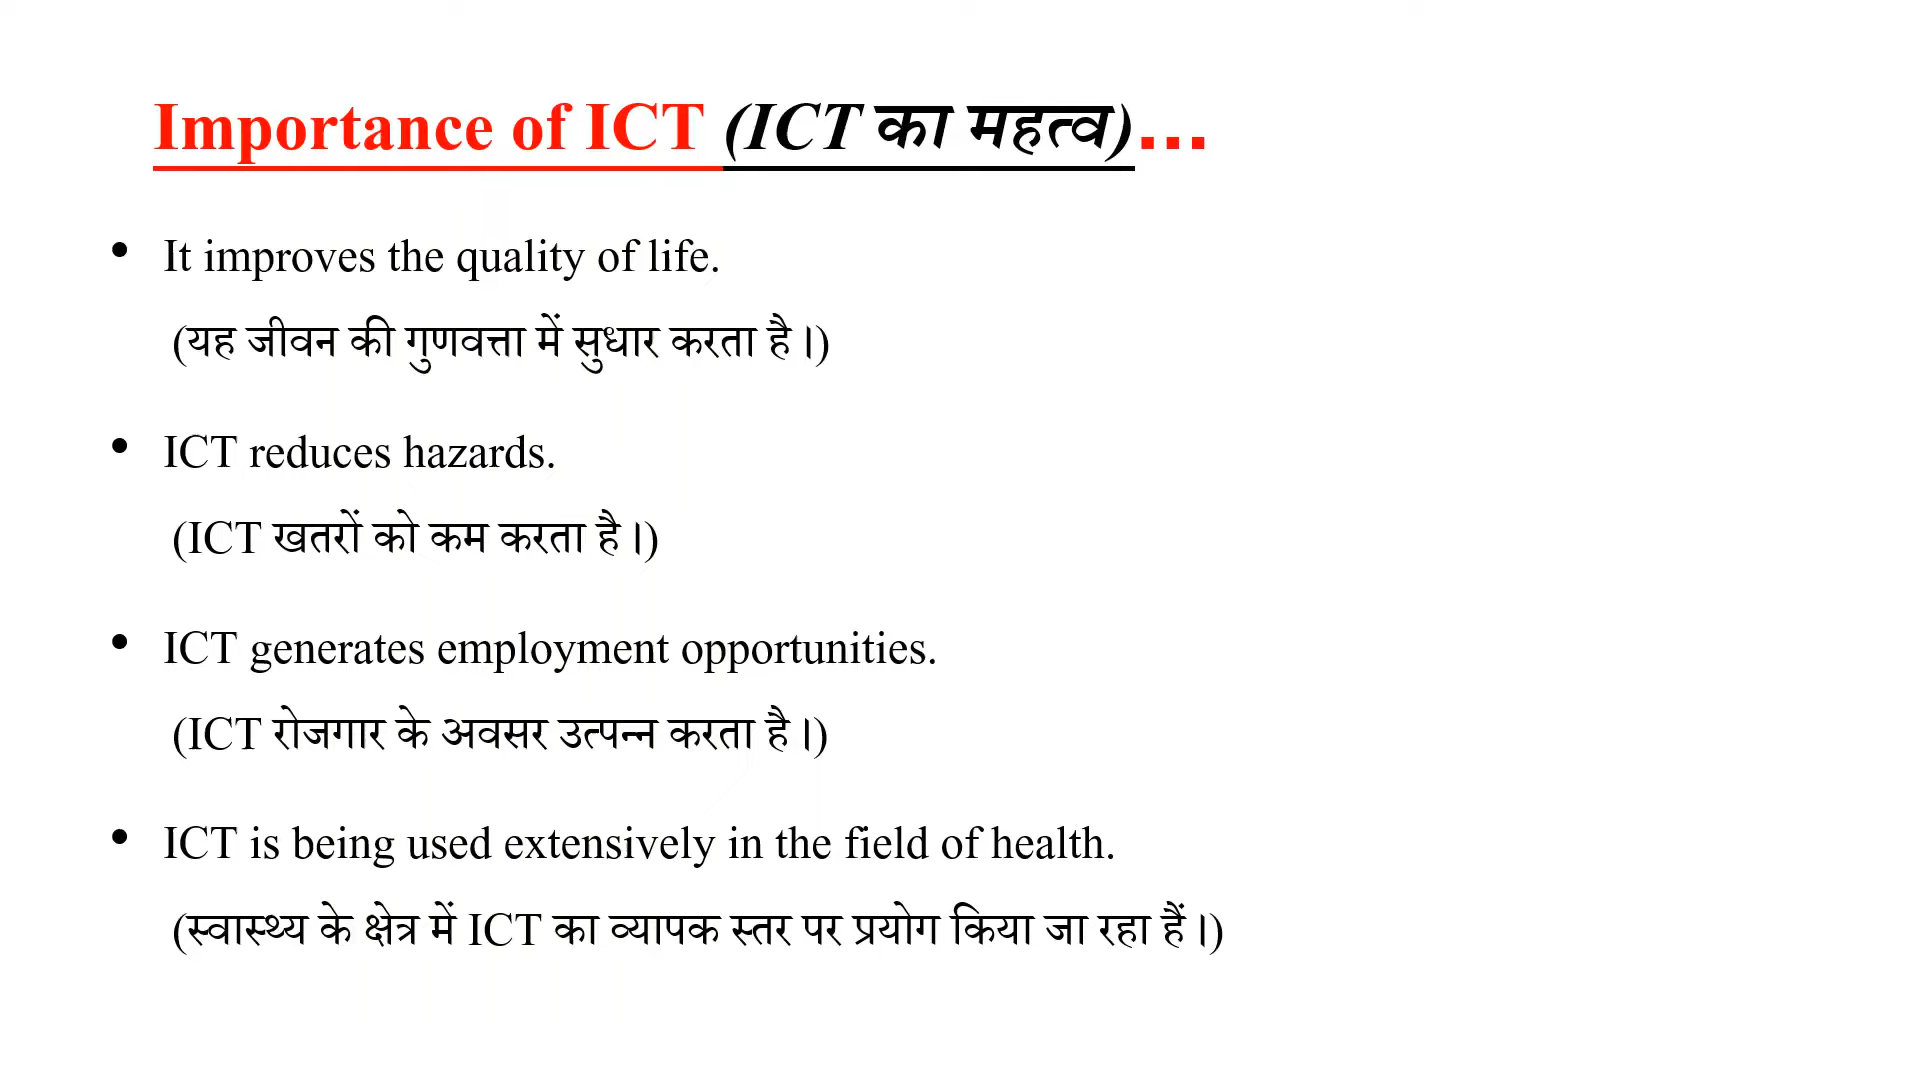 Importance of ICT (ICT का महत्व)...
• It improves the quality of life.
(यह जीवन की गुणवत्ता में सुधार करता है।)
• ICT reduces hazards.
(ICT खतरों को कम करता है।)
• ICT generates employment opportunities.
(ICT रोजगार के अवसर उत्पन्न करता है।)
• ICT is being used extensively in the field of health.
(स्वास्थ्य के क्षेत्र में ICT का व्यापक स्तर पर प्रयोग किया जा रहा हैं।)